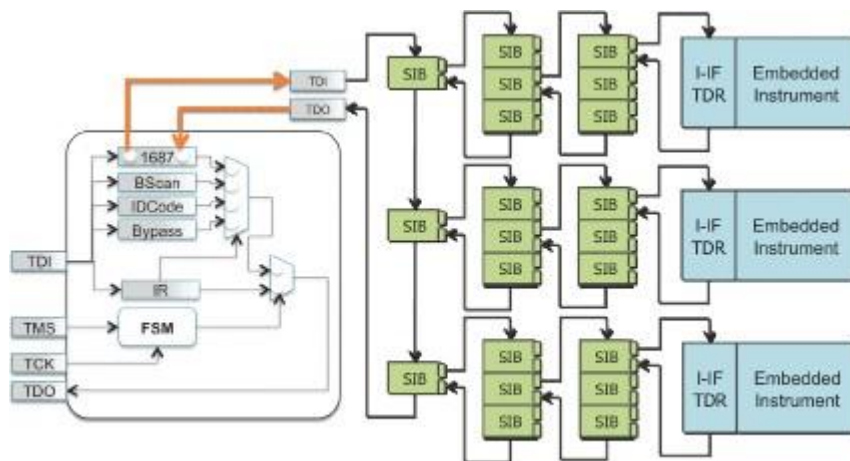 TDI
TDO
1687
BScan
IDCode
Bypass
IR
FSM
TDI
TMS
TCK
TDO
SIB
SIB
SIB
SIB
SIB
SIB
SIB
I-IF
TDR
Embedded
Instrument
SIB
SIB
SIB
SIB
SIB
SIB
SIB
I-IF
TDR
Embedded
Instrument
SIB
SIB
SIB
SIB
SIB
SIB
SIB
I-IF
TDR
Embedded
Instrument